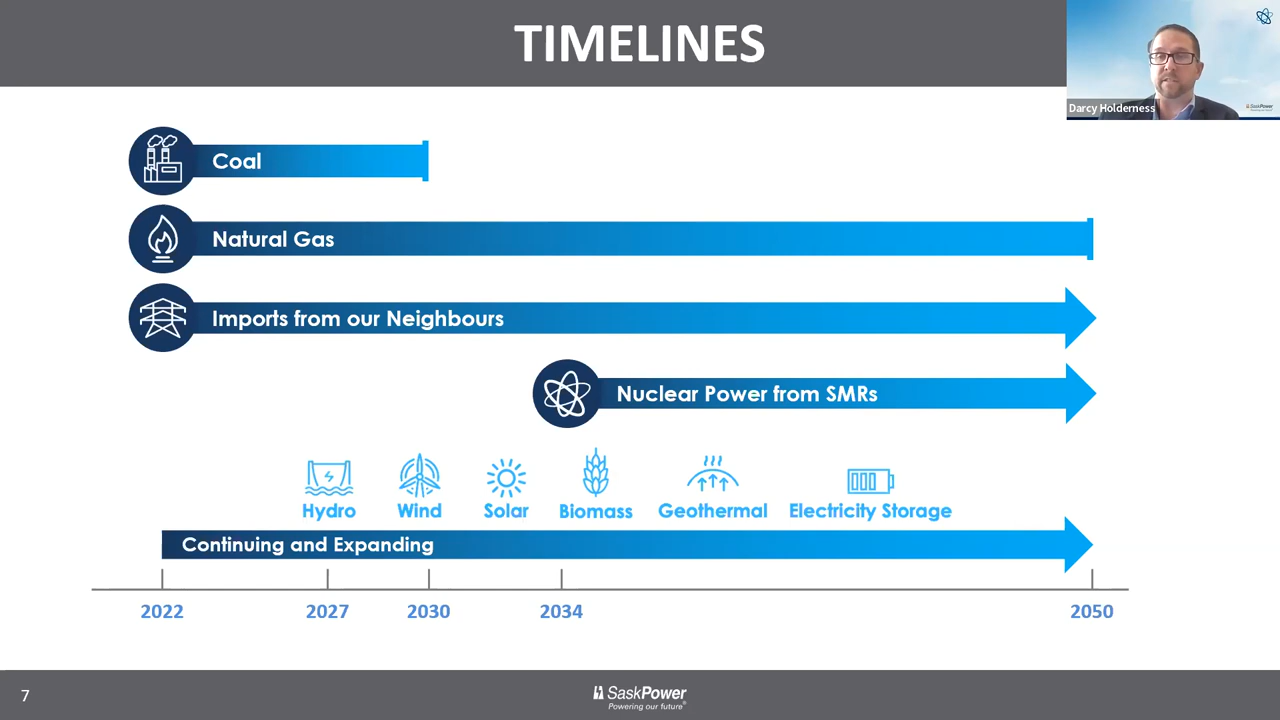 TIMELINES
Darcy Holderness
SaskPower
Coal
Natural Gas
Imports from our Neighbours
Nuclear Power from SMRs
Hydro
Wind
Solar
Biomass
Geothermal
Electricity Storage
Continuing and Expanding
2022
2027
2030
2034
2050
7
SaskPower
Powering our future®